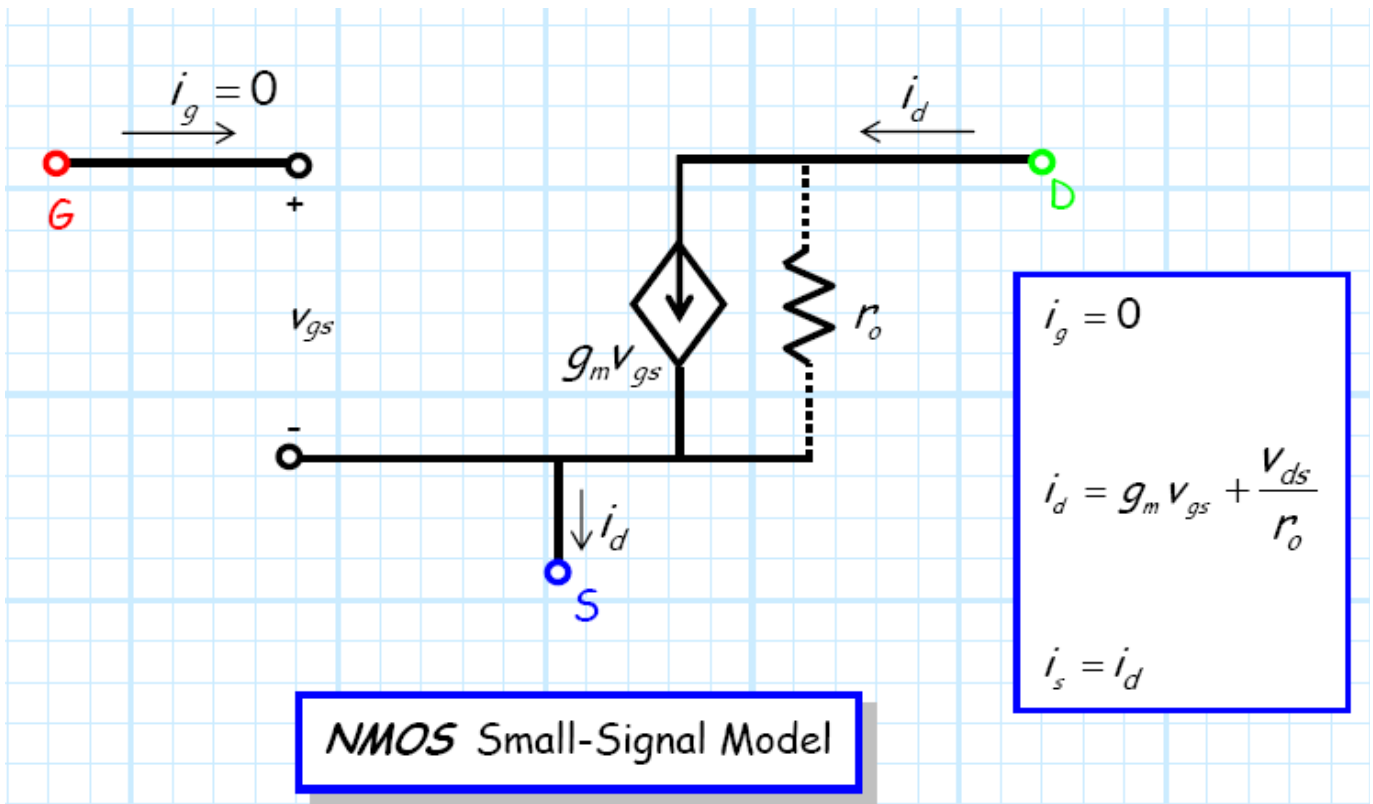 i_g = 0
i_d
G
+
D
v_gs
g_m v_gs
r_o
-
i_d
S
i_g = 0
i_d = g_m v_gs + v_ds / r_o
i_s = i_d
NMOS Small-Signal Model